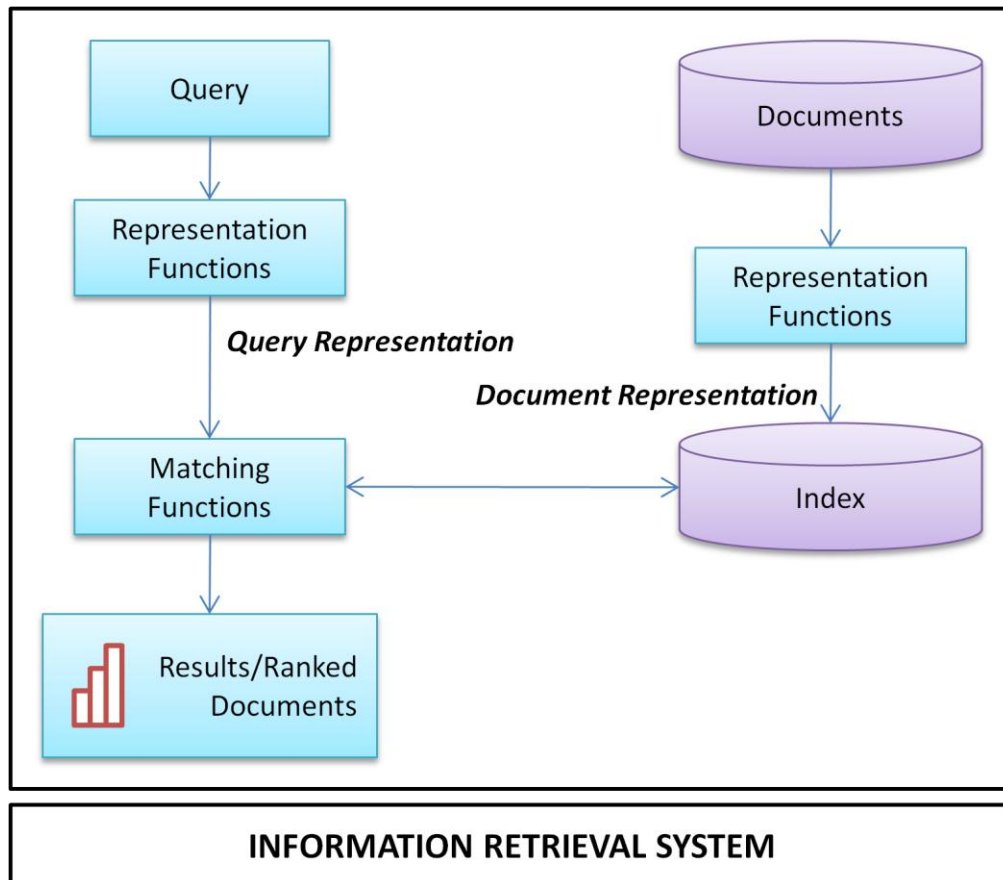 Query
Documents
Representation
Functions
Representation
Functions
Query Representation
Document Representation
Matching
Functions
Index
Results/Ranked
Documents
INFORMATION RETRIEVAL SYSTEM